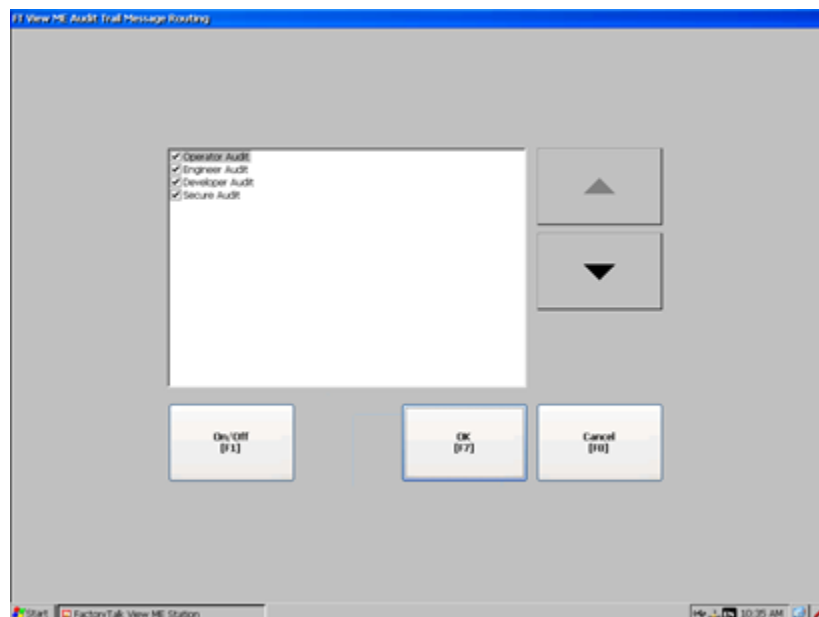 FT View ME Audit Trail Message Routing
Operator Audit
Engineer Audit
Developer Audit
Secure Audit
On/Off
[F1]
OK
[F7]
Cancel
[F8]
Start
FactoryTalk View ME Station
10:35 AM